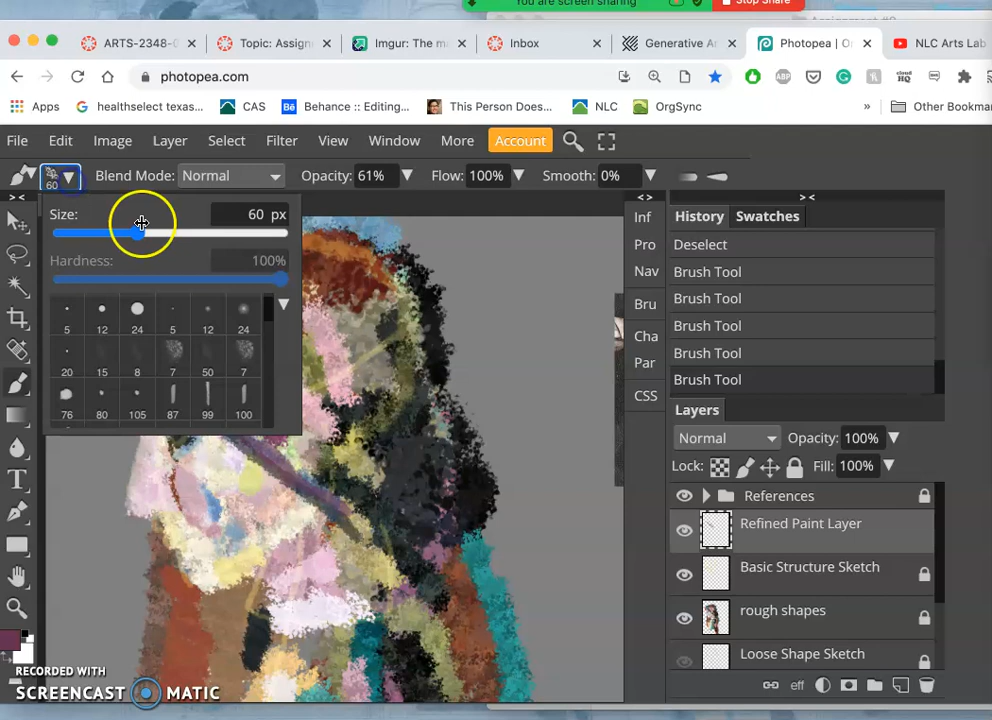 You are screen sharing Stop Share
ARTS-2348-0 Topic: Assign Imgur: The m Inbox Generative Ar Photopea | O NLC Arts Lab
photopea.com
Apps healthselect texas... CAS Behance :: Editing... This Person Does... NLC OrgSync » Other Bookmar
File Edit Image Layer Select Filter View Window More Account
60 Blend Mode: Normal Opacity: 61% Flow: 100% Smooth: 0%
Size: 60 px
Hardness: 100%
5 12 24 5 12 24
20 15 8 7 50 7
76 80 105 87 99 100
Inf
Pro
Nav
Bru
Cha
Par
CSS
History Swatches
Deselect
Brush Tool
Brush Tool
Brush Tool
Brush Tool
Brush Tool
Layers
Normal Opacity: 100%
Lock: Fill: 100%
References
Refined Paint Layer
Basic Structure Sketch
rough shapes
Loose Shape Sketch
eff
RECORDED WITH
SCREENCAST MATIC